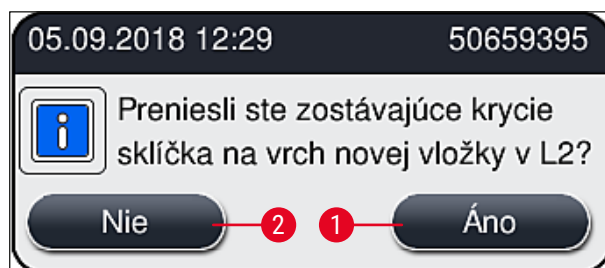 05.09.2018 12:29 50659395
i
Preniesli ste zostávajúce krycie
sklíčka na vrch novej vložky v L2?
Nie 2 1 Áno